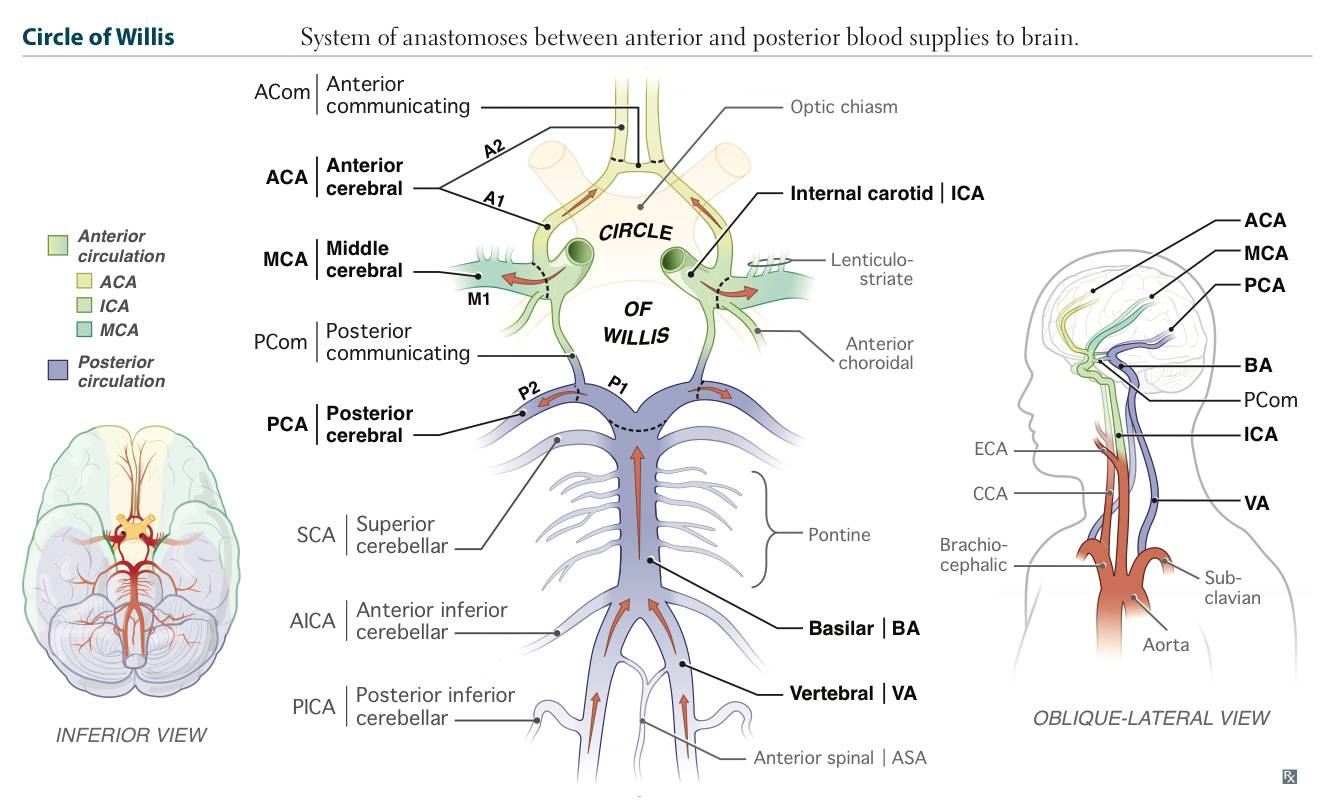 Circle of Willis
System of anastomoses between anterior and posterior blood supplies to brain.
ACom
Anterior
communicating
ACA
Anterior
cerebral
A2
A1
MCA
Middle
cerebral
M1
PCom
Posterior
communicating
PCA
Posterior
cerebral
P2
P1
SCA
Superior
cerebellar
AICA
Anterior inferior
cerebellar
PICA
Posterior inferior
cerebellar
CIRCLE
OF
WILLIS
Optic chiasm
Internal carotid | ICA
Lenticulo-
striate
Anterior
choroidal
Pontine
Basilar | BA
Vertebral | VA
Anterior spinal | ASA
Anterior
circulation
ACA
ICA
MCA
Posterior
circulation
INFERIOR VIEW
ACA
MCA
PCA
BA
PCom
ICA
VA
ECA
CCA
Brachio-
cephalic
Sub-
clavian
Aorta
OBLIQUE-LATERAL VIEW
Rx